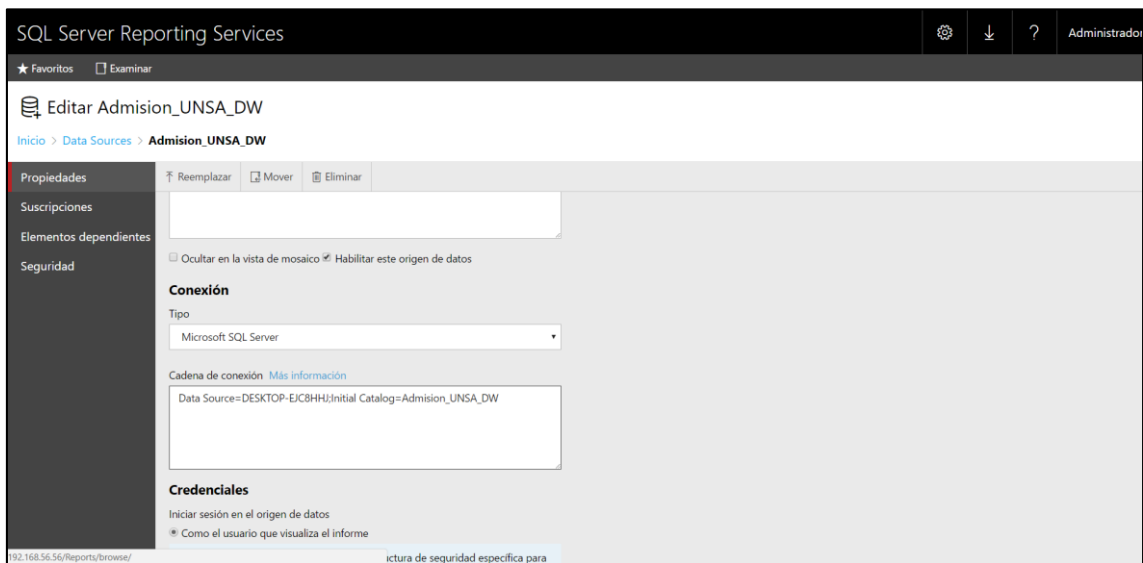 SQL Server Reporting Services
? Administrador
Favoritos Examinar
Editar Admision_UNSA_DW
Inicio > Data Sources > Admision_UNSA_DW
Propiedades
Suscripciones
Elementos dependientes
Seguridad
Reemplazar Mover Eliminar
Ocultar en la vista de mosaico Habilitar este origen de datos
Conexión
Tipo
Microsoft SQL Server
Cadena de conexión Más información
Data Source=DESKTOP-EJC8HHJ;Initial Catalog=Admision_UNSA_DW
Credenciales
Iniciar sesión en el origen de datos
Como el usuario que visualiza el informe
192.168.56.56/Reports/browse/
ctura de seguridad específica para